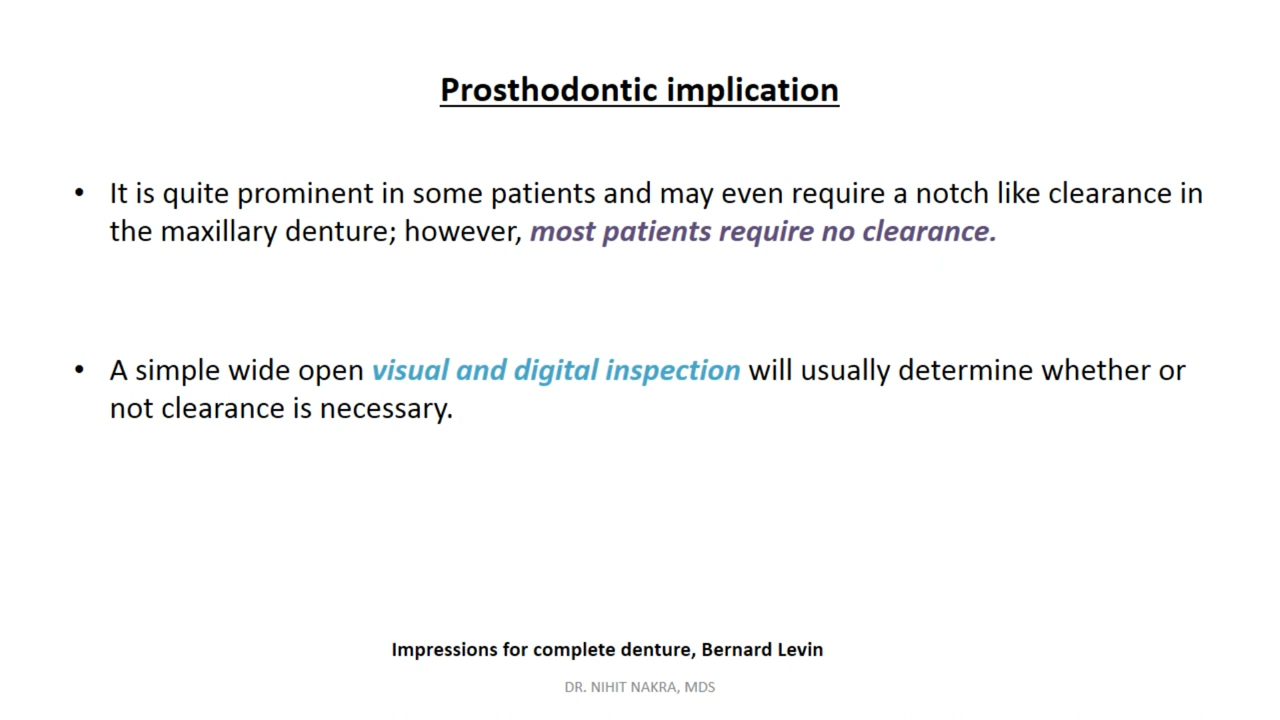 Prosthodontic implication
• It is quite prominent in some patients and may even require a notch like clearance in
the maxillary denture; however, most patients require no clearance.
• A simple wide open visual and digital inspection will usually determine whether or
not clearance is necessary.
Impressions for complete denture, Bernard Levin
DR. NIHIT NAKRA, MDS